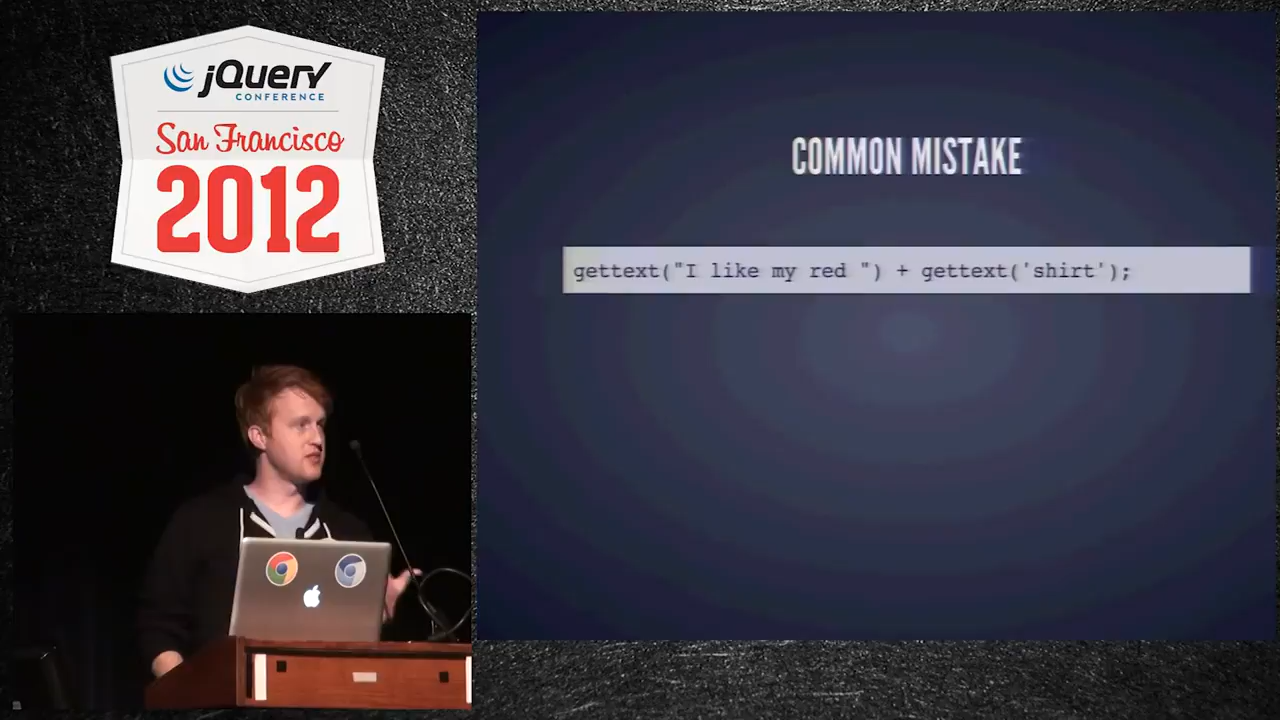 jQuery
CONFERENCE
San Francisco
2012
COMMON MISTAKE
gettext("I like my red ") + gettext('shirt');